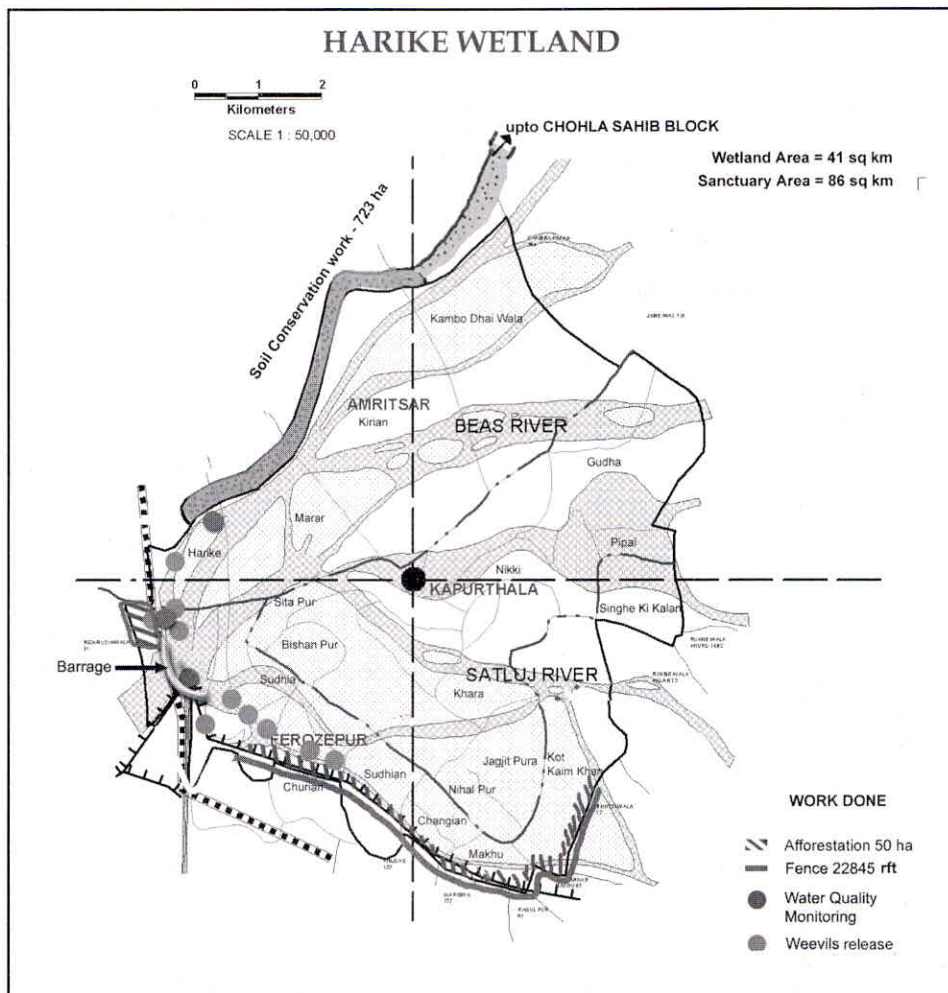 HARIKE WETLAND
0 1 2
Kilometers
SCALE 1 : 50,000
upto CHOHLA SAHIB BLOCK
Wetland Area = 41 sq km
Sanctuary Area = 86 sq km
Soil Conservation work - 723 ha
Kambo Dhai Wala
AMRITSAR
Kirian
BEAS RIVER
Gudha
Marar
Harike
Pipal
Nikki
KAPURTHALA
Sita Pur
Singhe Ki Kalan
Bishan Pur
Barrage
Sudhla
SATLUJ RIVER
Khara
FEROZEPUR
Sudhian
Jagjit Pura
Kot
Kaim Khan
Churian
Nihal Pur
Changian
Makhu
WORK DONE
Afforestation 50 ha
Fence 22845 rft
Water Quality
Monitoring
Weevils release